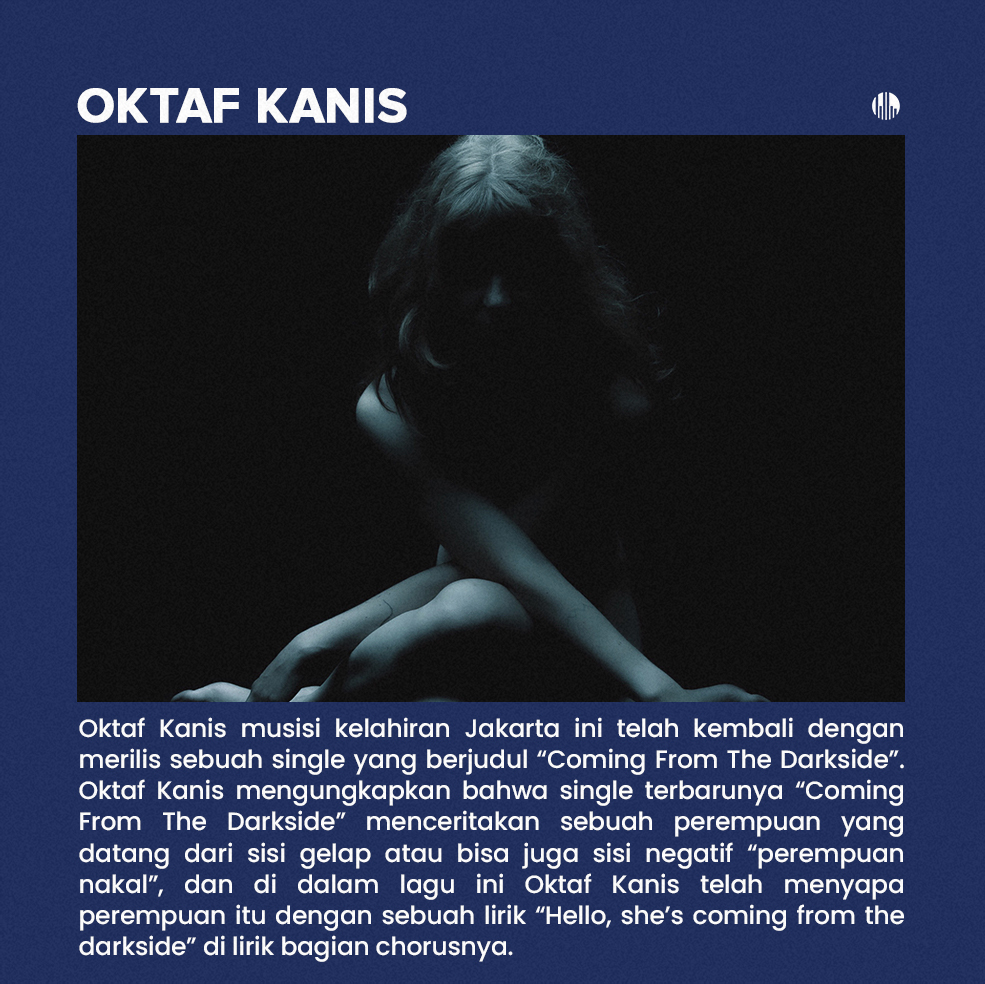 OKTAF KANIS
Oktaf Kanis musisi kelahiran Jakarta ini telah kembali dengan
merilis sebuah single yang berjudul “Coming From The Darkside”.
Oktaf Kanis mengungkapkan bahwa single terbarunya “Coming
From The Darkside” menceritakan sebuah perempuan yang
datang dari sisi gelap atau bisa juga sisi negatif “perempuan
nakal”, dan di dalam lagu ini Oktaf Kanis telah menyapa
perempuan itu dengan sebuah lirik “Hello, she’s coming from the
darkside” di lirik bagian chorusnya.